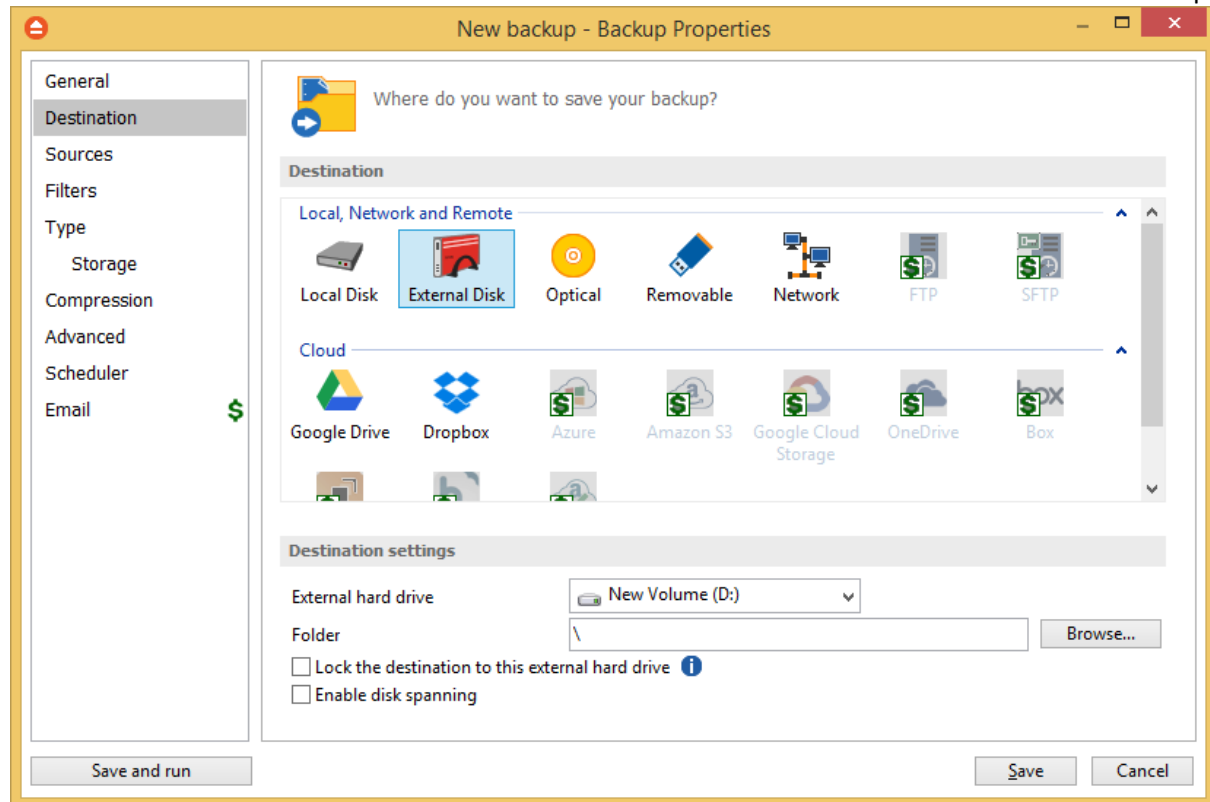 New backup - Backup Properties
General
Destination
Sources
Filters
Type
Storage
Compression
Advanced
Scheduler
Email $
Where do you want to save your backup?
Destination
Local, Network and Remote
Local Disk External Disk Optical Removable Network FTP SFTP
Cloud
Google Drive Dropbox Azure Amazon S3 Google Cloud Storage OneDrive Box
Destination settings
External hard drive New Volume (D:)
Folder \ Browse...
Lock the destination to this external hard drive
Enable disk spanning
Save and run Save Cancel